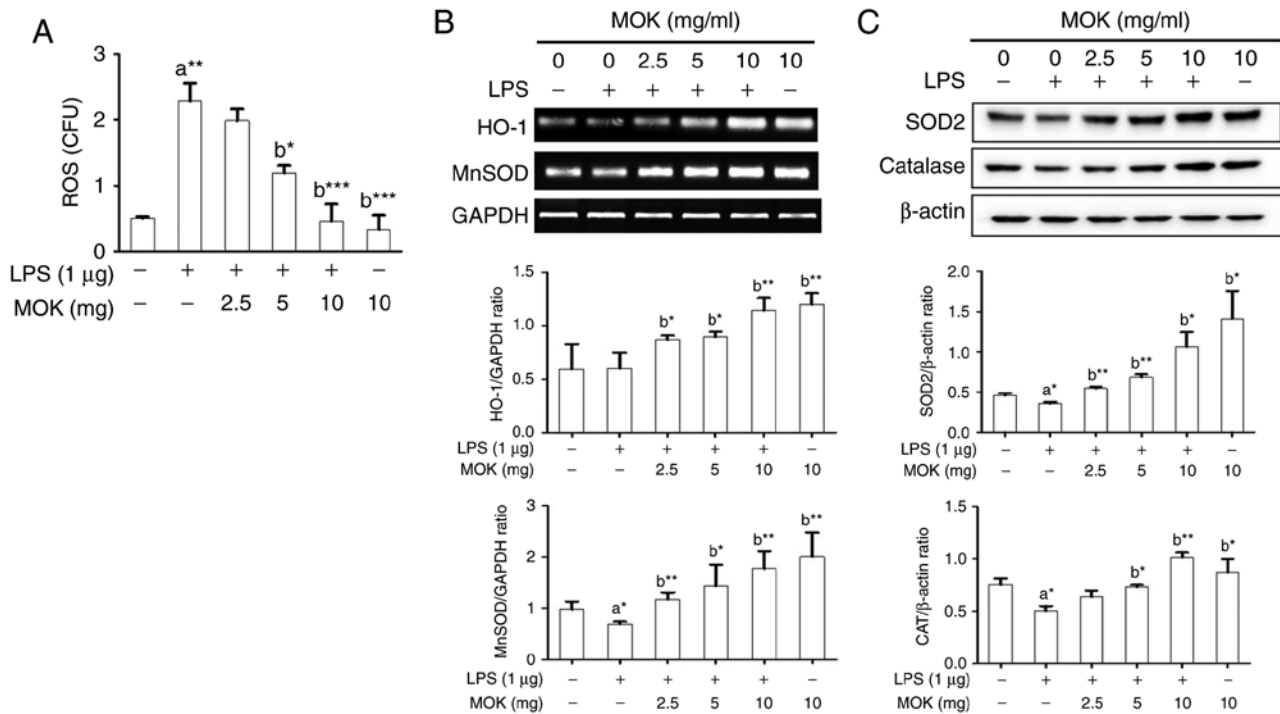 A
ROS (CFU)
3
2
1
0
a**
b*
b***
b***
LPS (1 µg) – + + + + –
MOK (mg) – – 2.5 5 10 10
B
MOK (mg/ml)
0 0 2.5 5 10 10
LPS – + + + + –
HO-1
MnSOD
GAPDH
HO-1/GAPDH ratio
1.5
1.0
0.5
0.0
b*
b*
b**
b**
LPS (1 µg) – + + + + –
MOK (mg) – – 2.5 5 10 10
MnSOD/GAPDH ratio
3
2
1
0
a*
b**
b*
b**
b**
LPS (1 µg) – + + + + –
MOK (mg) – – 2.5 5 10 10
C
MOK (mg/ml)
0 0 2.5 5 10 10
LPS – + + + + –
SOD2
Catalase
β-actin
SOD2/β-actin ratio
2.0
1.5
1.0
0.5
0.0
a*
b**
b**
b*
b*
LPS (1 µg) – + + + + –
MOK (mg) – – 2.5 5 10 10
CAT/β-actin ratio
1.5
1.0
0.5
0.0
a*
b*
b**
b*
LPS (1 µg) – + + + + –
MOK (mg) – – 2.5 5 10 10